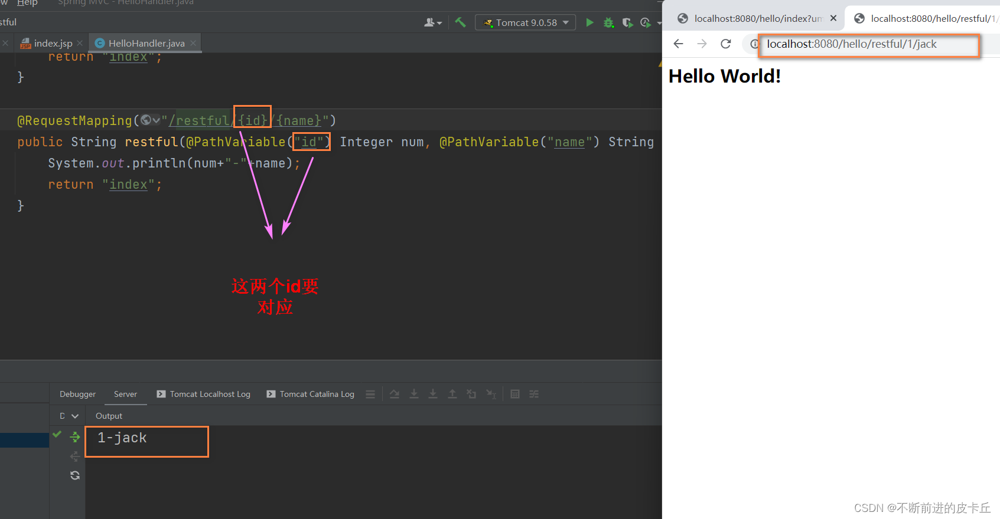 Help Spring MVC - HelloHandler.java
stful
Tomcat 9.0.58
index.jsp HelloHandler.java
return "index";
}
@RequestMapping("/restful/{id}/{name}")
public String restful(@PathVariable("id") Integer num, @PathVariable("name") String
System.out.println(num+"-"+name);
return "index";
}
这两个id要
对应
Debugger Server Tomcat Localhost Log Tomcat Catalina Log
D Output
1-jack
localhost:8080/hello/index?um localhost:8080/hello/restful/1/
localhost:8080/hello/restful/1/jack
Hello World!
CSDN @不断前进的皮卡丘